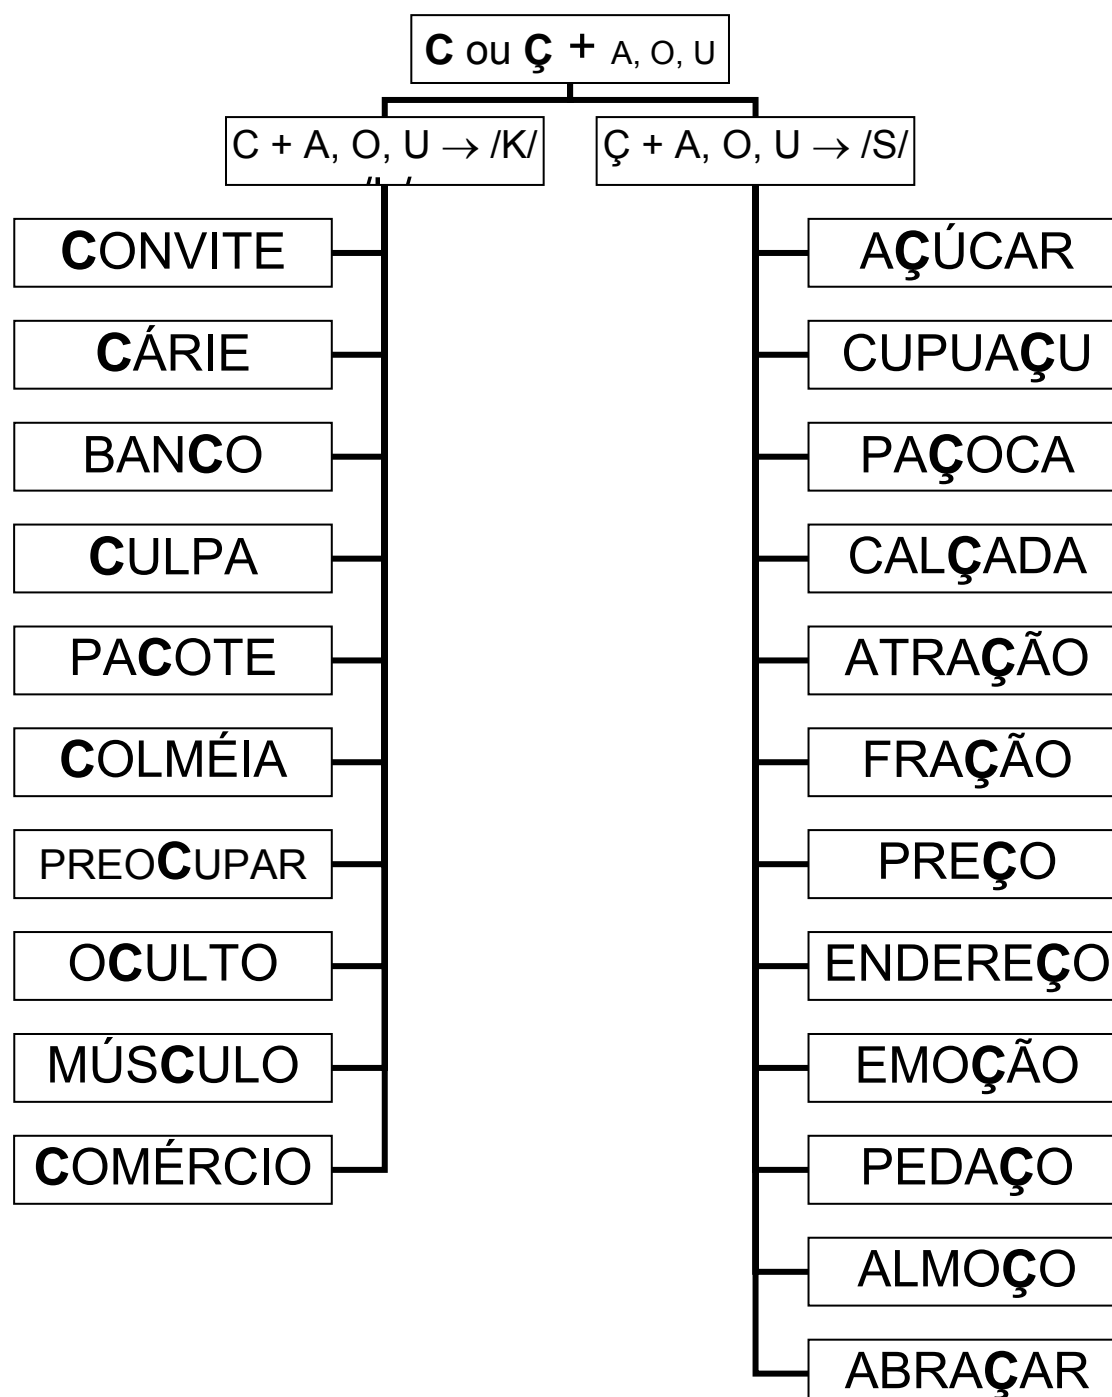 C ou Ç + A, O, U
C + A, O, U → /K/
Ç + A, O, U → /S/
CONVITE
CÁRIE
BANCO
CULPA
PACOTE
COLMÉIA
PREOCUPAR
OCULTO
MÚSCULO
COMÉRCIO
AÇÚCAR
CUPUAÇU
PAÇOCA
CALÇADA
ATRAÇÃO
FRAÇÃO
PREÇO
ENDEREÇO
EMOÇÃO
PEDAÇO
ALMOÇO
ABRAÇAR